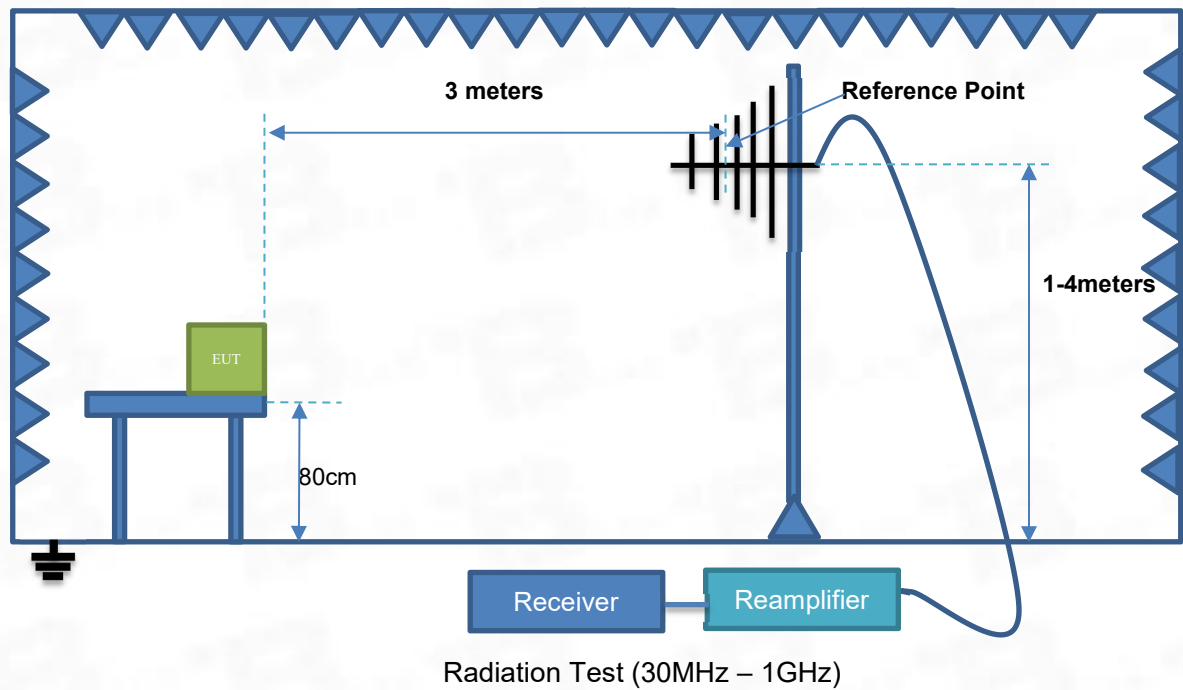 3 meters
Reference Point
1-4meters
EUT
80cm
Receiver
Reamplifier
Radiation Test (30MHz – 1GHz)